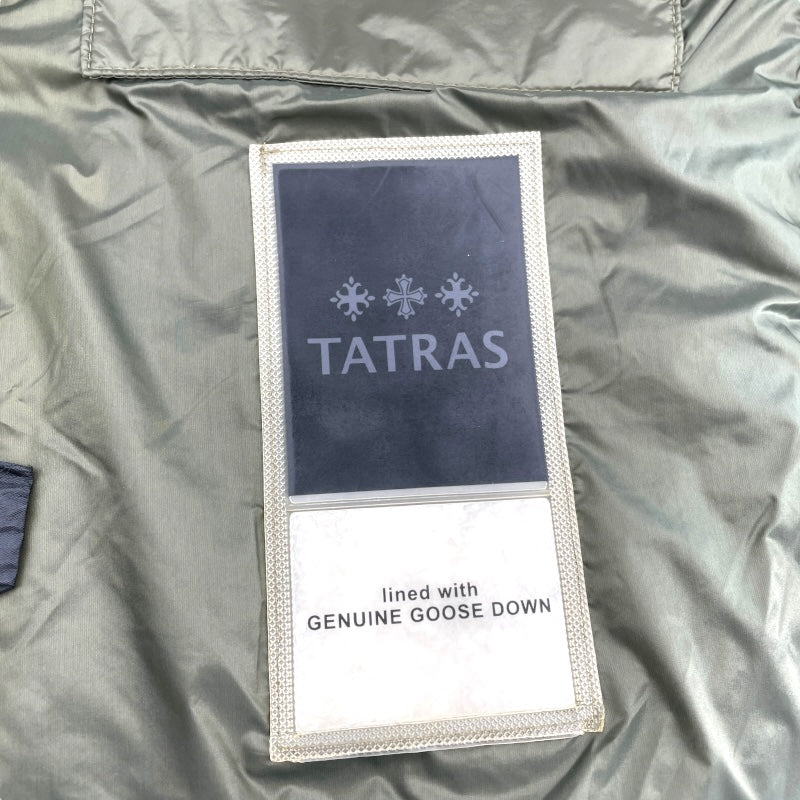 TATRAS
lined with
GENUINE GOOSE DOWN